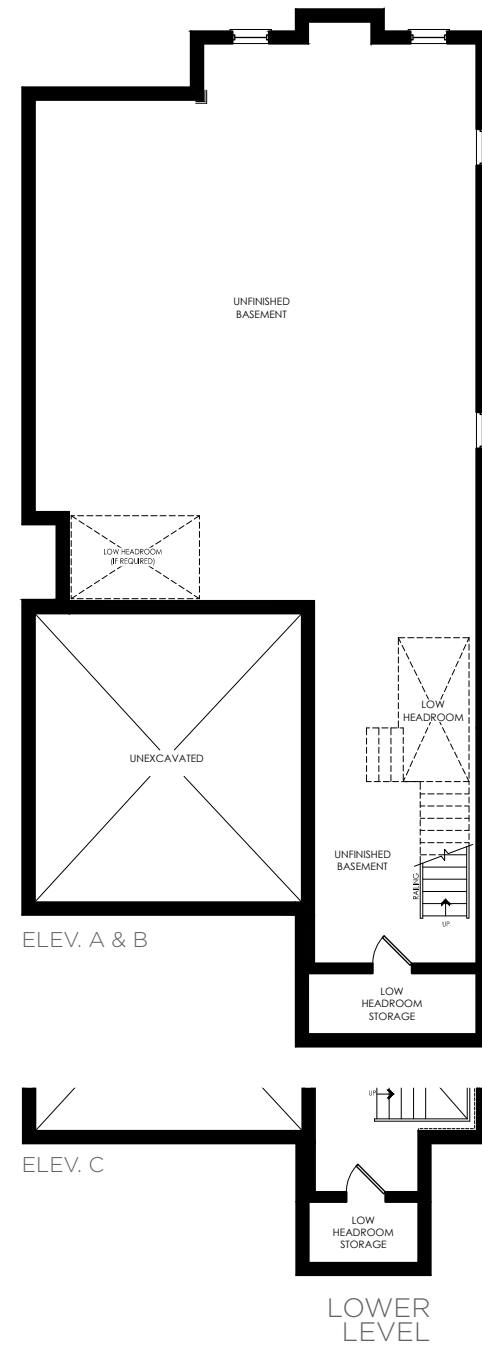 UNFINISHED
BASEMENT
LOW HEADROOM
(IF REQUIRED)
LOW
HEADROOM
UNEXCAVATED
UNFINISHED
BASEMENT
RAILING
UP
ELEV. A & B
LOW
HEADROOM
STORAGE
UP
ELEV. C
LOW
HEADROOM
STORAGE
LOWER
LEVEL